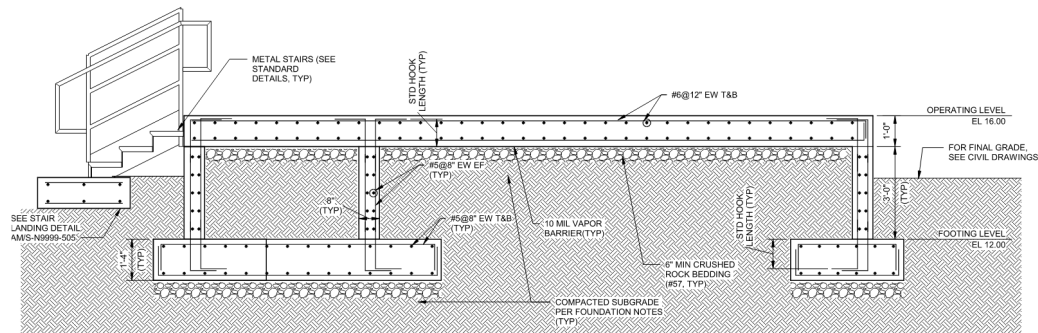 METAL STAIRS (SEE
STANDARD
DETAILS, TYP)
STD HOOK
LENGTH (TYP)
#6@12" EW T&B
OPERATING LEVEL
EL 16.00
1'-0"
FOR FINAL GRADE,
SEE CIVIL DRAWINGS
#5@8" EW EF
(TYP)
8"
(TYP)
3'-0"
(TYP)
SEE STAIR
LANDING DETAIL
AM/S-N9999-505.
#5@8" EW T&B
(TYP)
10 MIL VAPOR
BARRIER(TYP)
STD HOOK
LENGTH (TYP)
FOOTING LEVEL
EL 12.00
1'-4"
(TYP)
6" MIN CRUSHED
ROCK BEDDING
(#57, TYP)
COMPACTED SUBGRADE
PER FOUNDATION NOTES
(TYP)